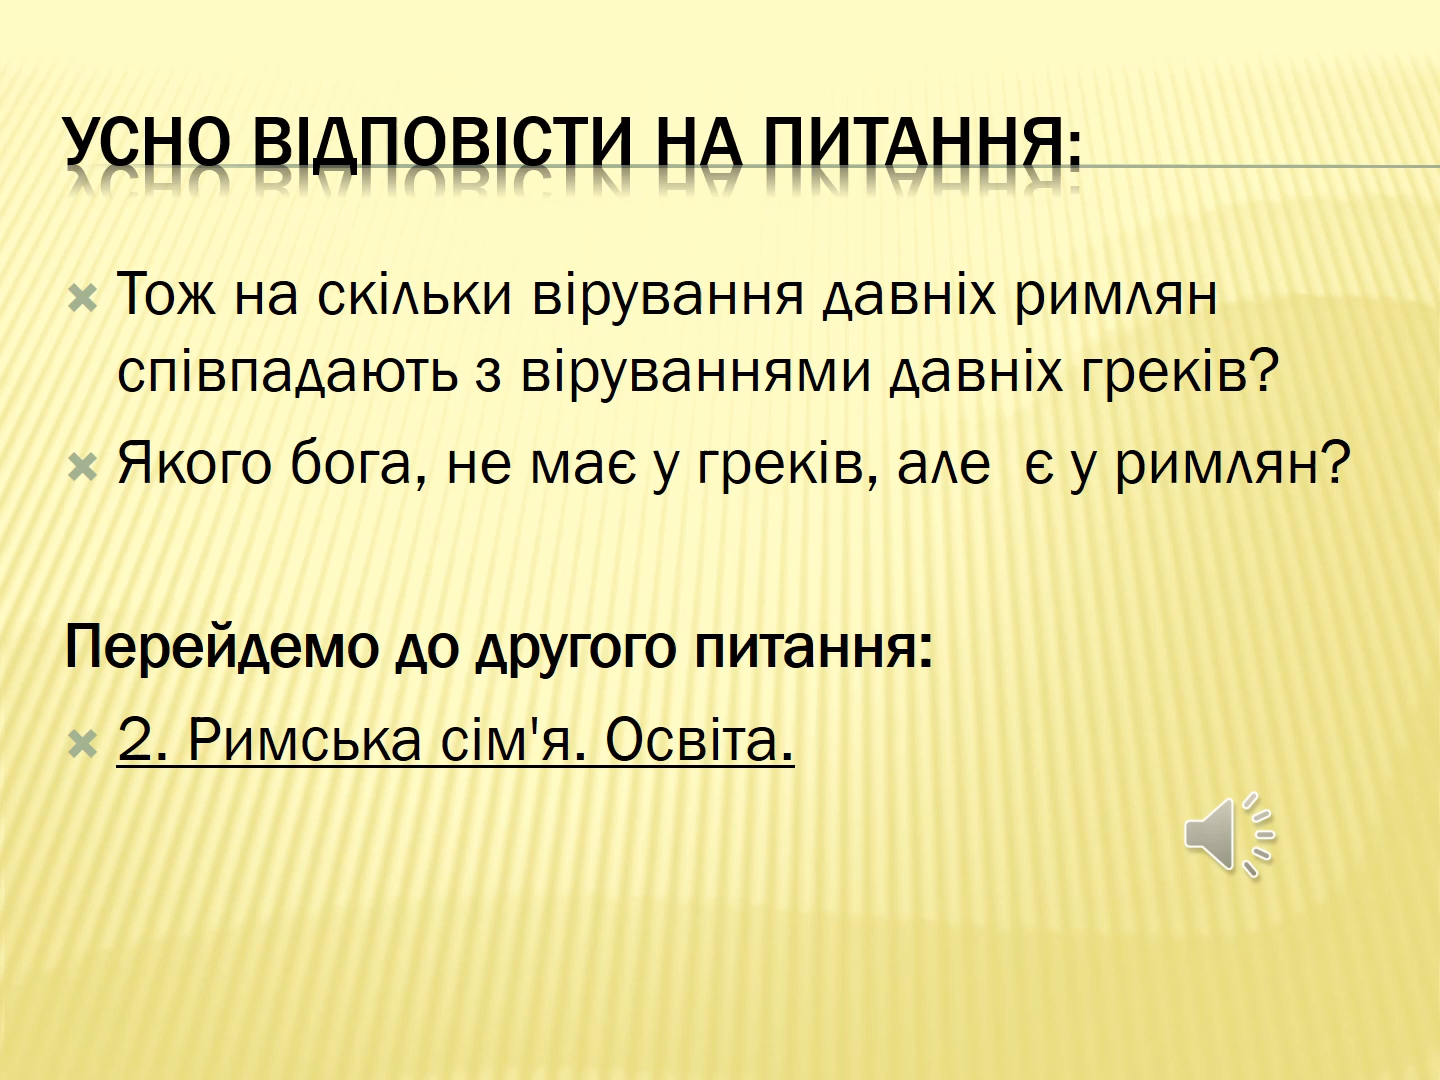 УСНО ВІДПОВІСТИ НА ПИТАННЯ:
Тож на скільки вірування давніх римлян
співпадають з віруваннями давніх греків?
Якого бога, не має у греків, але  є у римлян?
Перейдемо до другого питання:
2. Римська сім'я. Освіта.